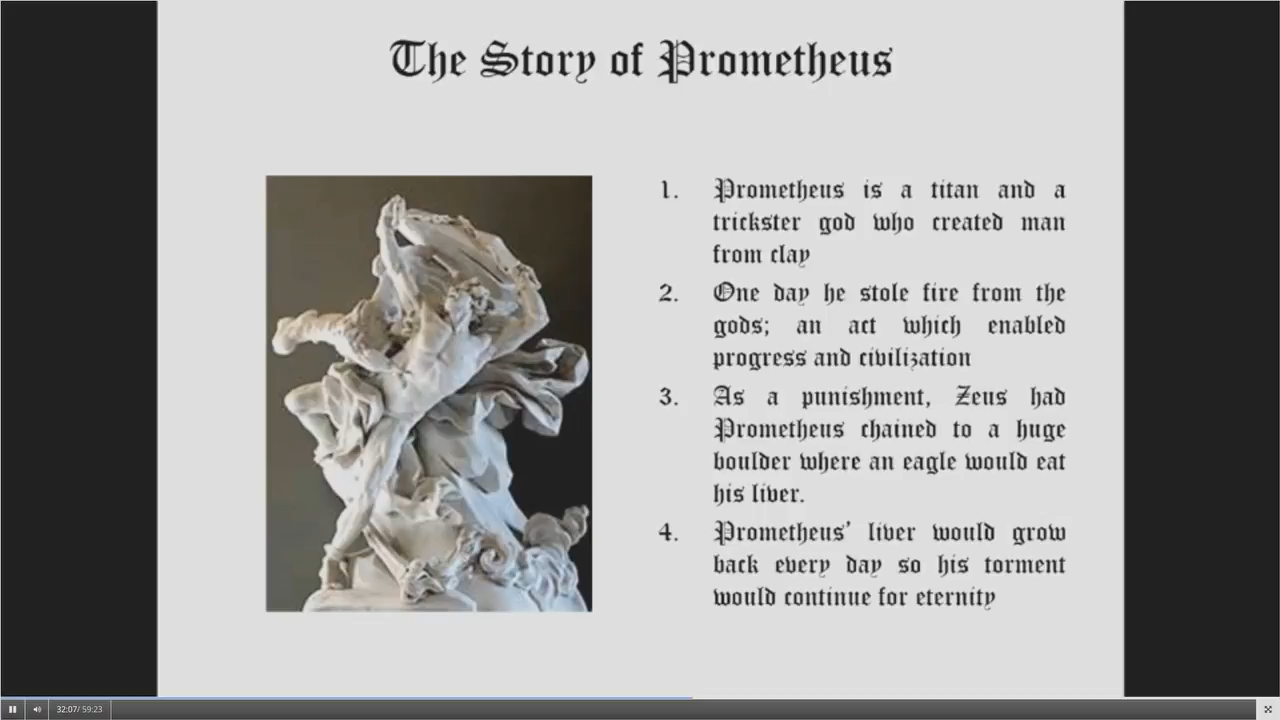 The Story of Prometheus
1. Prometheus is a titan and a
trickster god who created man
from clay
2. One day he stole fire from the
gods; an act which enabled
progress and civilization
3. As a punishment, Zeus had
Prometheus chained to a huge
boulder where an eagle would eat
his liver.
4. Prometheus’ liver would grow
back every day so his torment
would continue for eternity
32:07/ 59:23